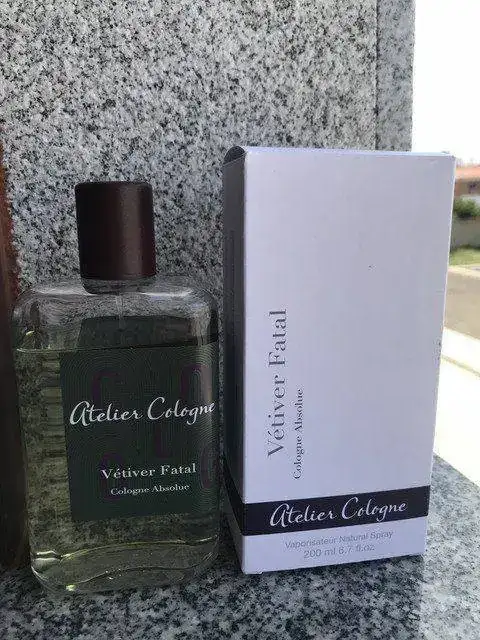 Atelier Cologne
Vétiver Fatal
Cologne Absolue
Vétiver Fatal
Cologne Absolue
Atelier Cologne
Vaporisateur Natural Spray
200 ml 6.7 fl.oz